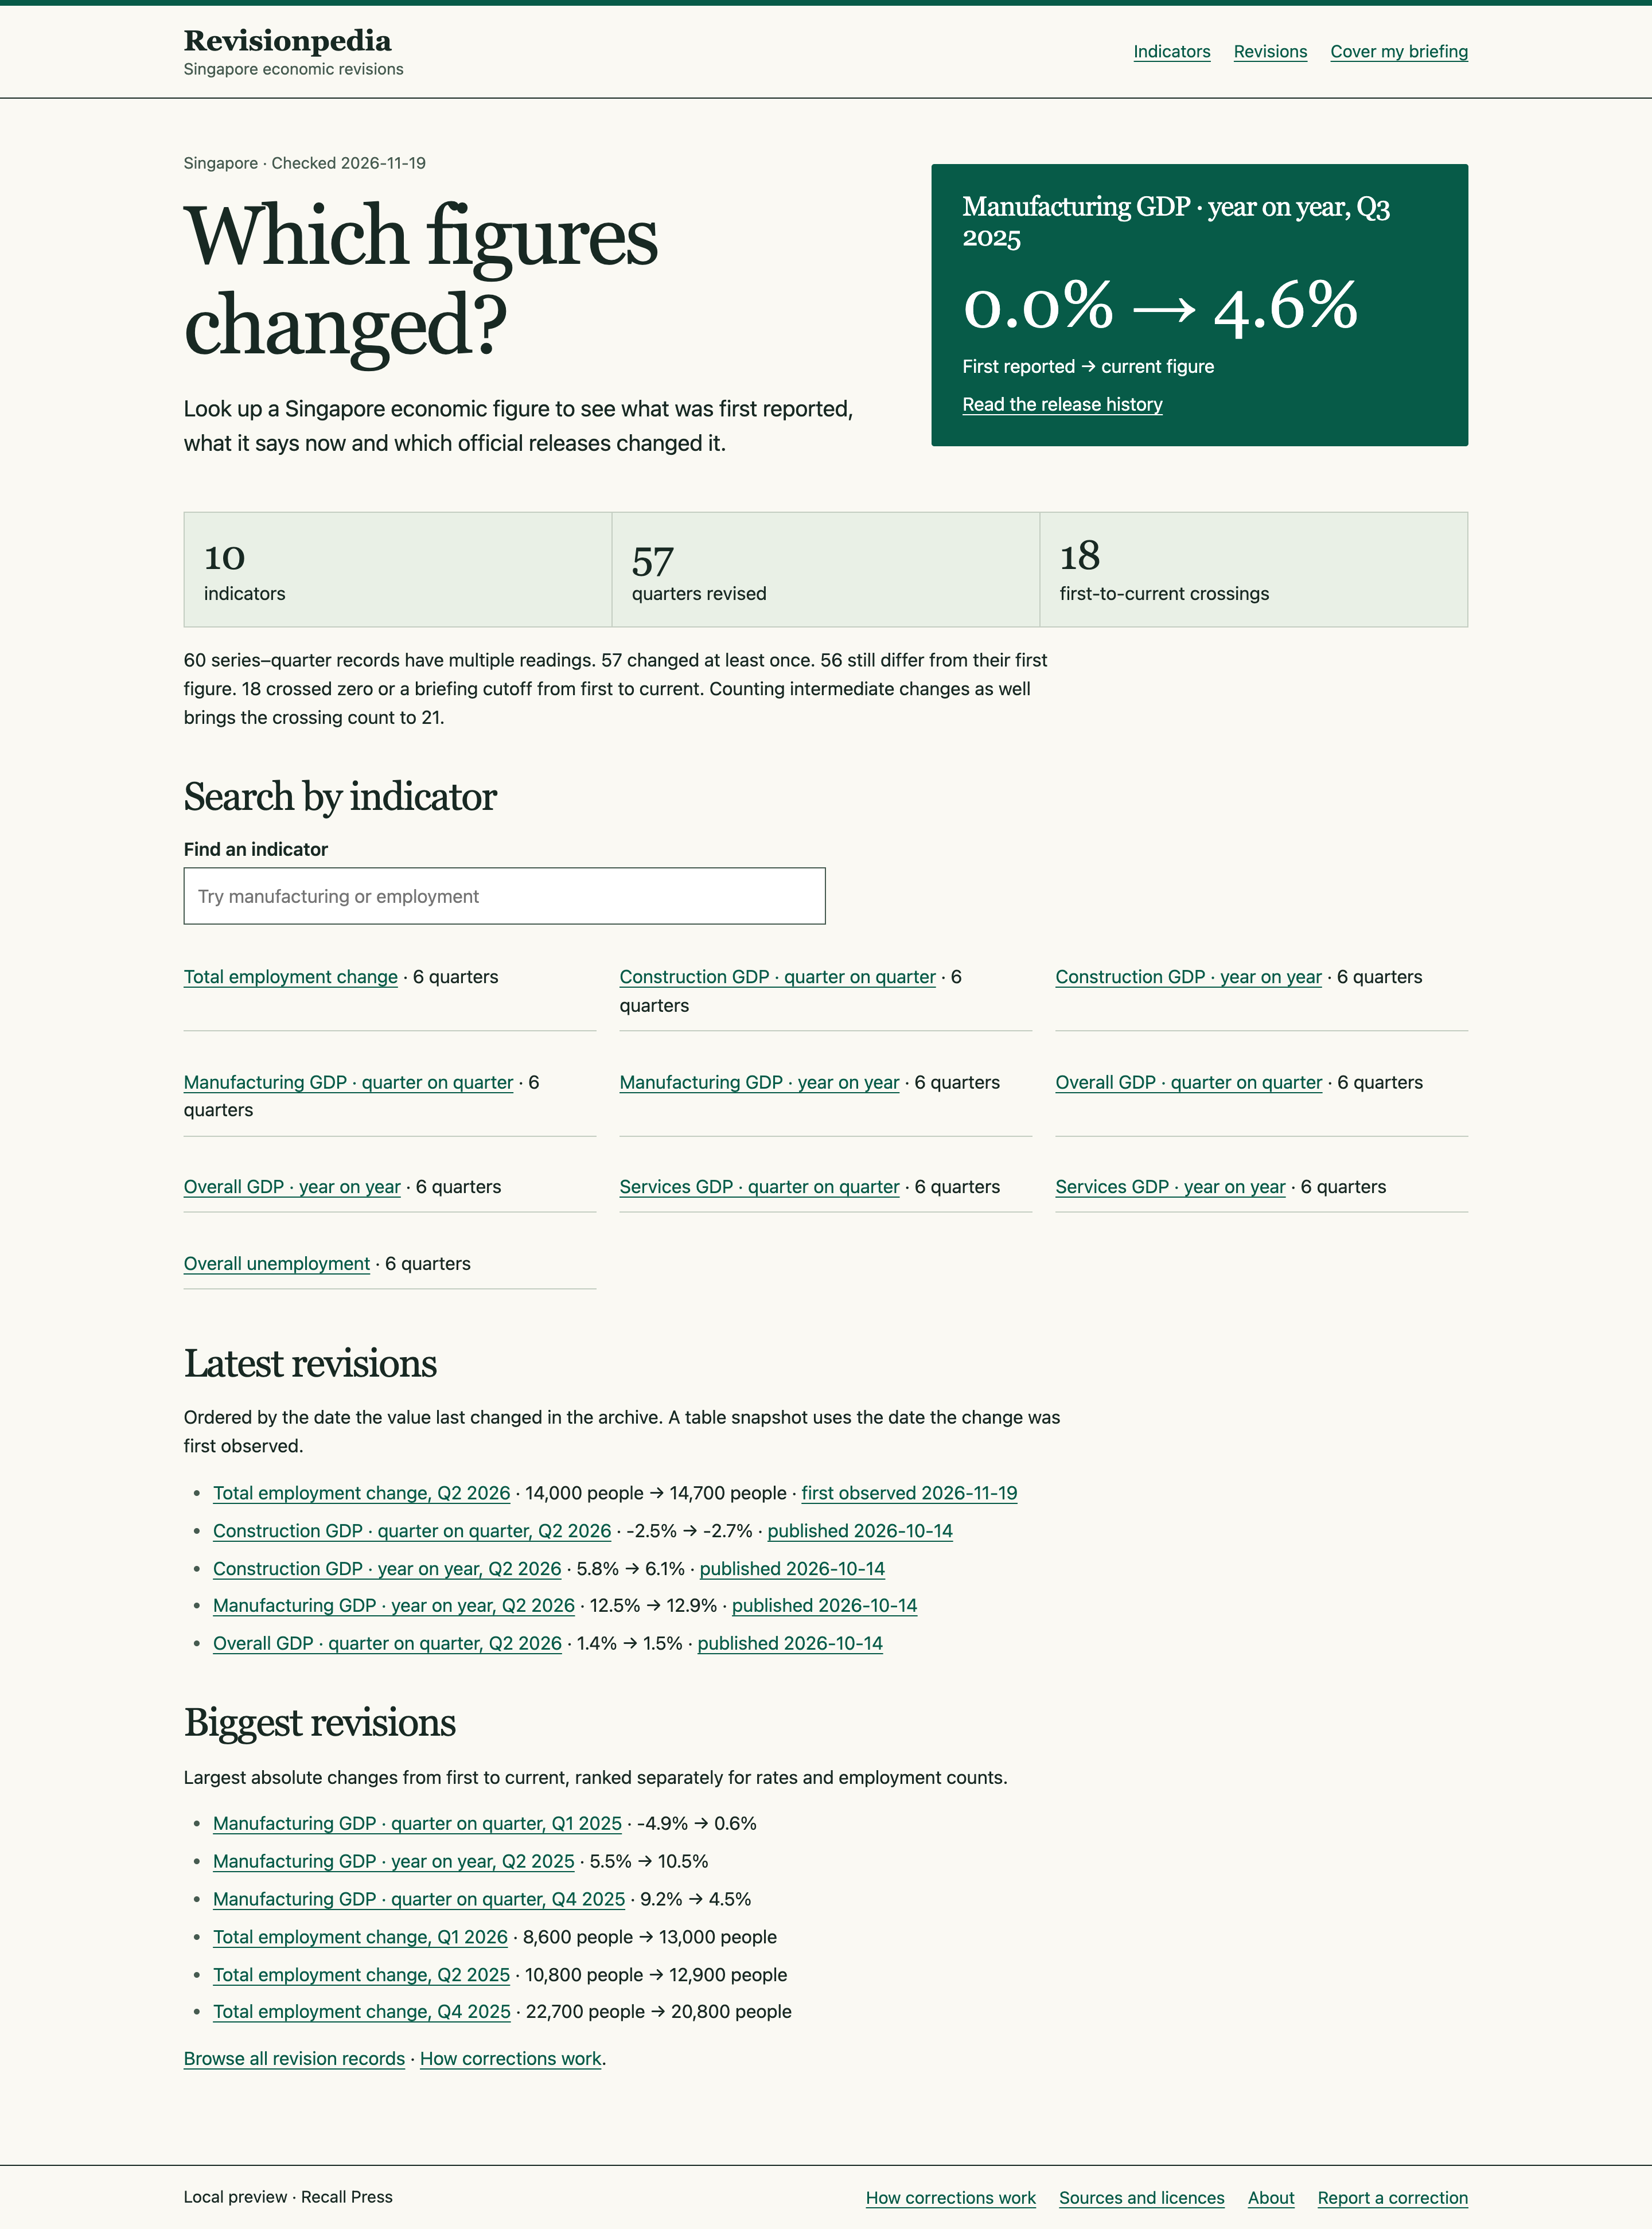 Revisionpedia
Singapore economic revisions
Indicators Revisions Cover my briefing
Singapore · Checked 2026-11-19
Which figures
changed?
Look up a Singapore economic figure to see what was first reported,
what it says now and which official releases changed it.
Manufacturing GDP · year on year, Q3
2025
0.0% → 4.6%
First reported → current figure
Read the release history
10
indicators
57
quarters revised
18
first-to-current crossings
60 series–quarter records have multiple readings. 57 changed at least once. 56 still differ from their first
figure. 18 crossed zero or a briefing cutoff from first to current. Counting intermediate changes as well
brings the crossing count to 21.
Search by indicator
Find an indicator
Try manufacturing or employment
Total employment change · 6 quarters
Construction GDP · quarter on quarter · 6
quarters
Construction GDP · year on year · 6 quarters
Manufacturing GDP · quarter on quarter · 6
quarters
Manufacturing GDP · year on year · 6 quarters
Overall GDP · quarter on quarter · 6 quarters
Overall GDP · year on year · 6 quarters
Services GDP · quarter on quarter · 6 quarters
Services GDP · year on year · 6 quarters
Overall unemployment · 6 quarters
Latest revisions
Ordered by the date the value last changed in the archive. A table snapshot uses the date the change was
first observed.
• Total employment change, Q2 2026 · 14,000 people → 14,700 people · first observed 2026-11-19
• Construction GDP · quarter on quarter, Q2 2026 · -2.5% → -2.7% · published 2026-10-14
• Construction GDP · year on year, Q2 2026 · 5.8% → 6.1% · published 2026-10-14
• Manufacturing GDP · year on year, Q2 2026 · 12.5% → 12.9% · published 2026-10-14
• Overall GDP · quarter on quarter, Q2 2026 · 1.4% → 1.5% · published 2026-10-14
Biggest revisions
Largest absolute changes from first to current, ranked separately for rates and employment counts.
• Manufacturing GDP · quarter on quarter, Q1 2025 · -4.9% → 0.6%
• Manufacturing GDP · year on year, Q2 2025 · 5.5% → 10.5%
• Manufacturing GDP · quarter on quarter, Q4 2025 · 9.2% → 4.5%
• Total employment change, Q1 2026 · 8,600 people → 13,000 people
• Total employment change, Q2 2025 · 10,800 people → 12,900 people
• Total employment change, Q4 2025 · 22,700 people → 20,800 people
Browse all revision records · How corrections work.
Local preview · Recall Press
How corrections work Sources and licences About Report a correction